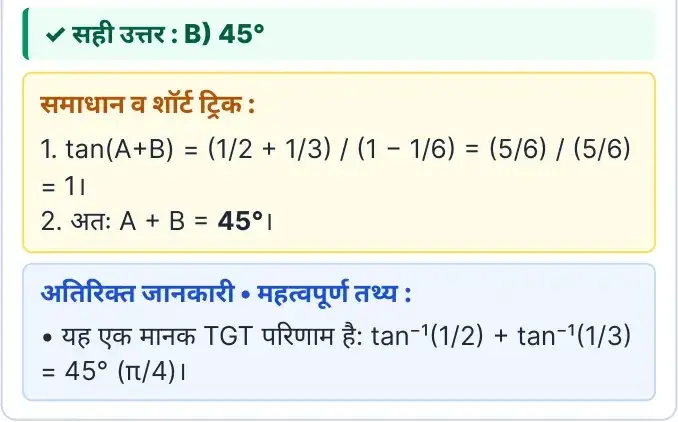 ✓ सही उत्तर : B) 45°
समाधान व शॉर्ट ट्रिक :
1. tan(A+B) = (1/2 + 1/3) / (1 − 1/6) = (5/6) / (5/6)
= 1।
2. अतः A + B = 45°।
अतिरिक्त जानकारी • महत्वपूर्ण तथ्य :
• यह एक मानक TGT परिणाम है: tan⁻¹(1/2) + tan⁻¹(1/3)
= 45° (π/4)।